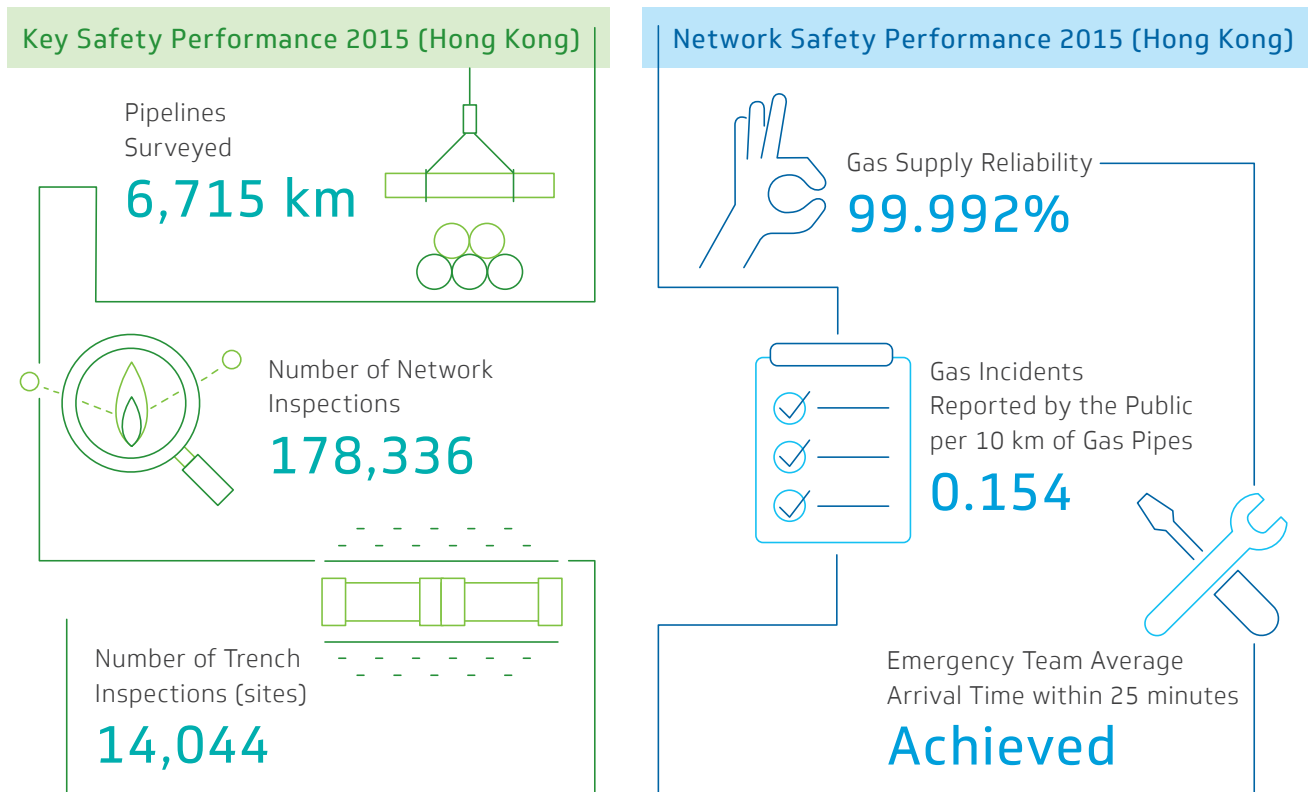 Key Safety Performance 2015 (Hong Kong)
Pipelines
Surveyed
6,715 km
Number of Network
Inspections
178,336
Number of Trench
Inspections (sites)
14,044
Network Safety Performance 2015 (Hong Kong)
Gas Supply Reliability
99.992%
Gas Incidents
Reported by the Public
per 10 km of Gas Pipes
0.154
Emergency Team Average
Arrival Time within 25 minutes
Achieved